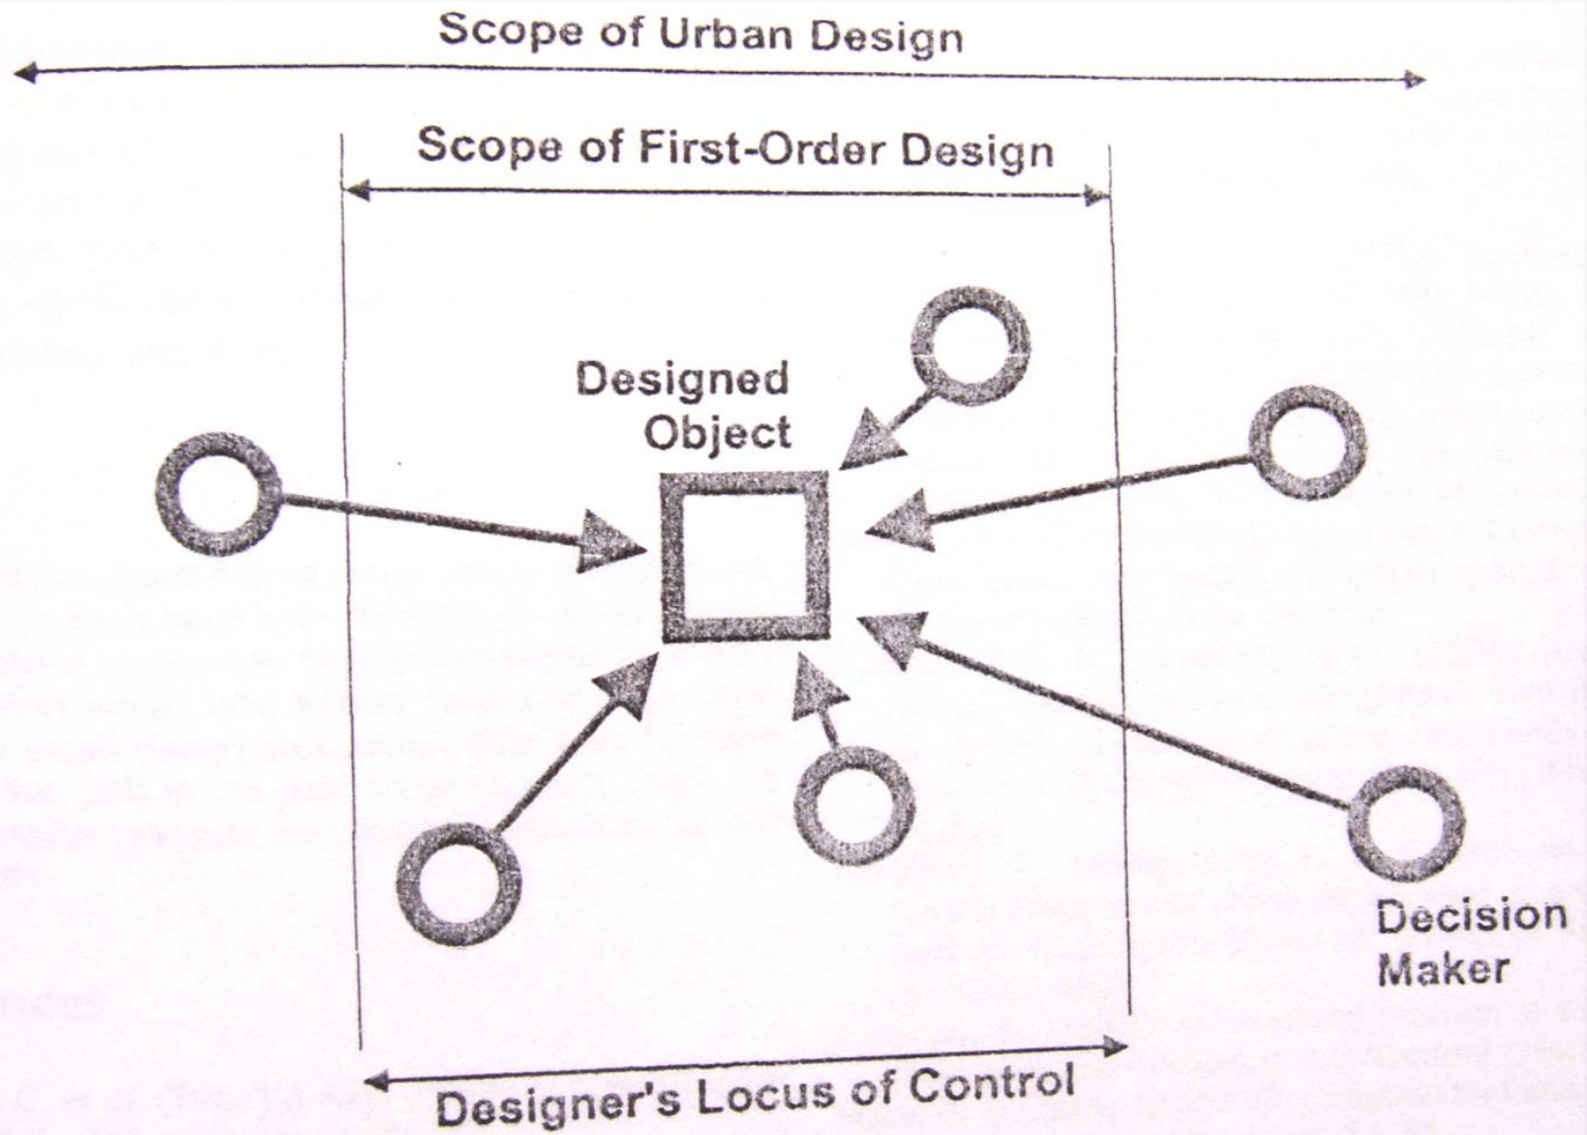 Scope of Urban Design
Scope of First-Order Design
Designed
Object
Decision
Maker
Designer's Locus of Control